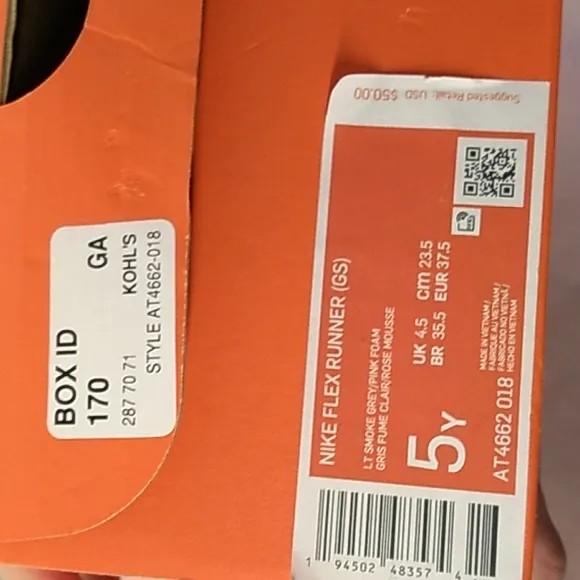 BOX ID GA
170 KOHL'S
287 70 71
STYLE AT4662-018
Suggested Retail: USD $50.00
NIKE FLEX RUNNER (GS)
LT SMOKE GREY/PINK FOAM
GRIS FUME CLAIR/ROSE MOUSSE
UK 4.5 cm 23.5
BR 35.5 EUR 37.5
5Y
MADE IN VIETNAM /
FABRIQUE AU VIETNAM /
FABRICADO NO VIETNÃ /
HECHO EN VIETNAM
AT4662 018
1 94502 48357 4